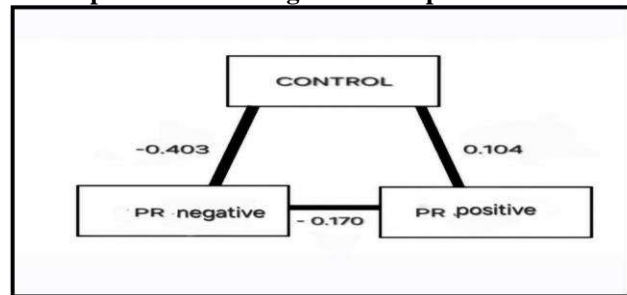 CONTROL
-0.403
0.104
PR negative
- 0.170
PR positive